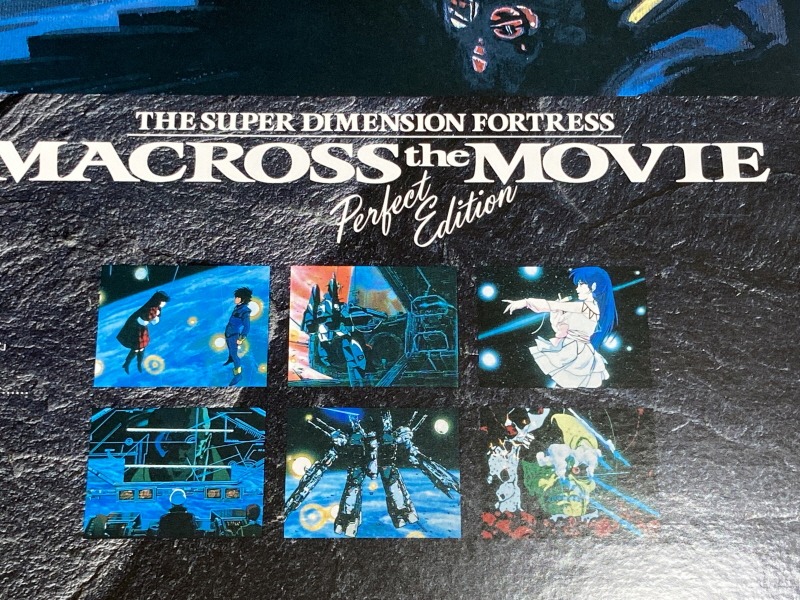 THE SUPER DIMENSION FORTRESS
MACROSS the MOVIE
Perfect
Edition